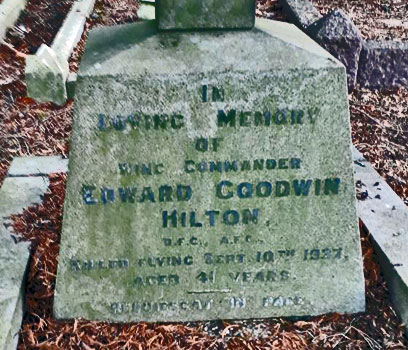 IN
LOVING MEMORY
OF
WING COMMANDER
EDWARD GOODWIN
HILTON,
D.F.C., A.F.C.,
KILLED FLYING SEPT. 10TH 1937,
AGED 41 YEARS.
REQUIESCAT IN PACE.